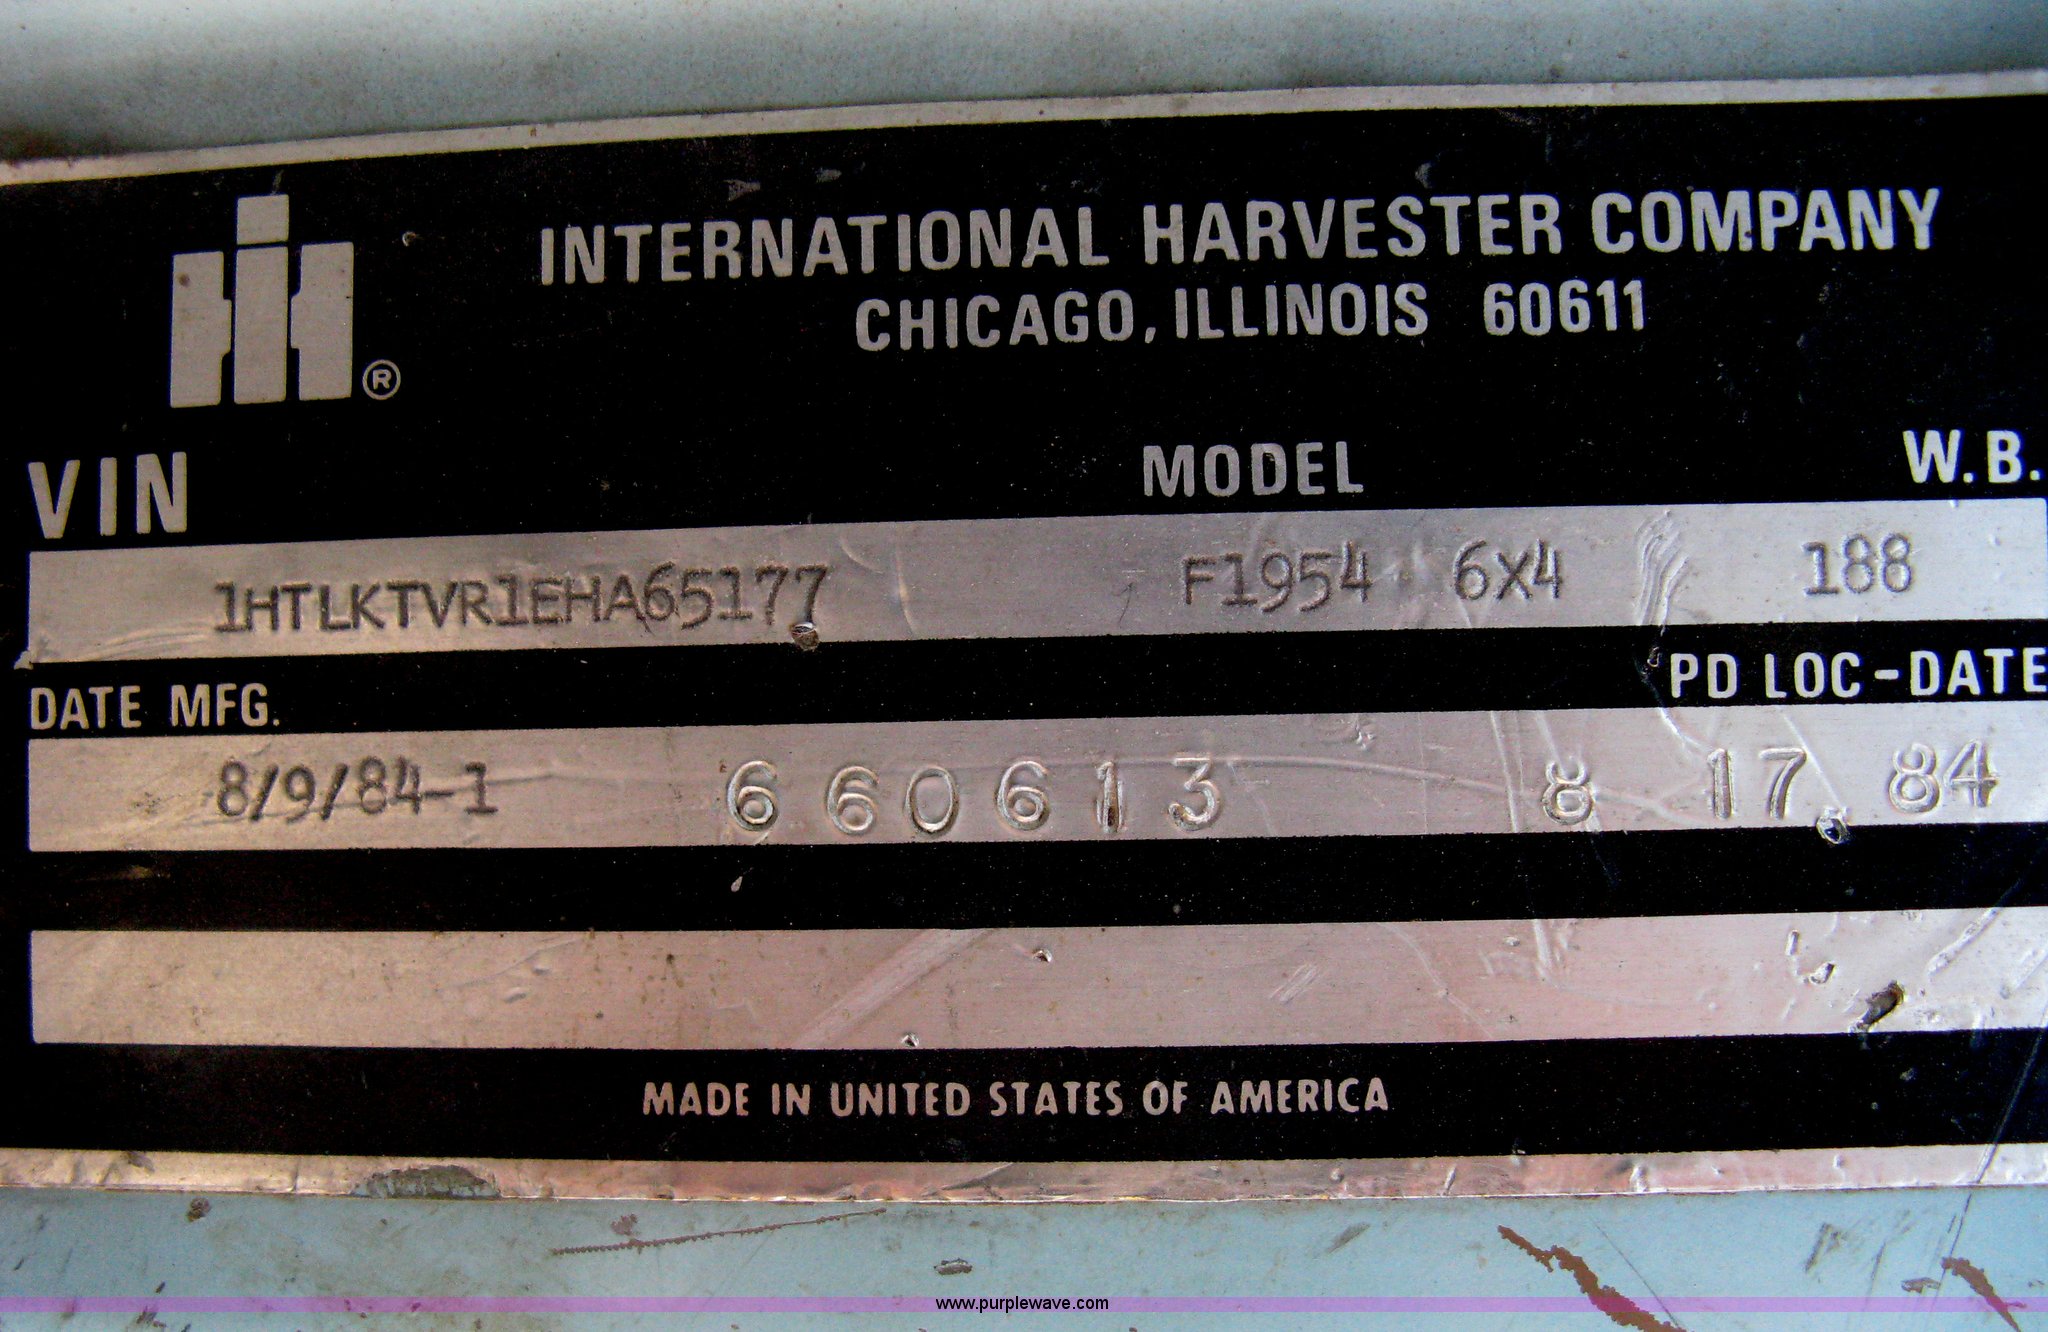 INTERNATIONAL HARVESTER COMPANY
CHICAGO, ILLINOIS 60611
®
VIN MODEL W.B.
1HTLKTVR1EHA65177 F1954 6X4 188
DATE MFG. PD LOC-DATE
8/9/84-1 660613 8 17 84
MADE IN UNITED STATES OF AMERICA
www.purplewave.com